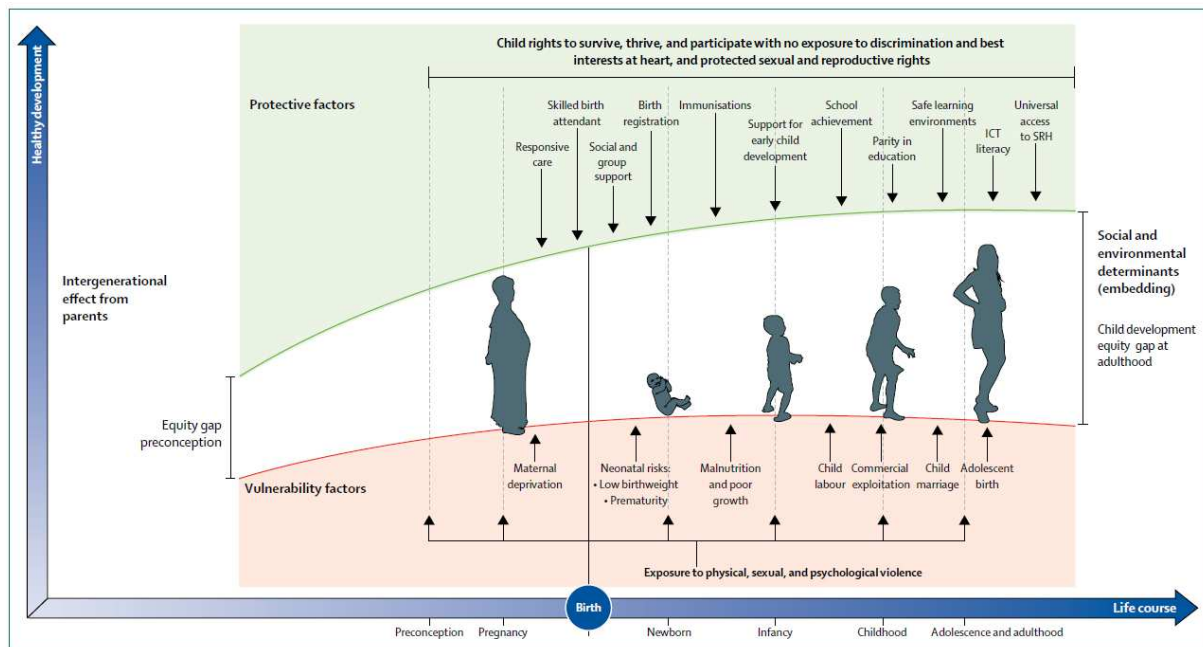 Healthy development
Child rights to survive, thrive, and participate with no exposure to discrimination and best
interests at heart, and protected sexual and reproductive rights
Protective factors
Responsive
care
Skilled birth
attendant
Social and
group
support
Birth
registration
Immunisations
Support for
early child
development
School
achievement
Parity in
education
Safe learning
environments
ICT
literacy
Universal
access
to SRH
Intergenerational
effect from
parents
Equity gap
preconception
Social and
environmental
determinants
(embedding)
Child development
equity gap at
adulthood
Vulnerability factors
Maternal
deprivation
Neonatal risks:
• Low birthweight
• Prematurity
Malnutrition
and poor
growth
Child
labour
Commercial
exploitation
Child
marriage
Adolescent
birth
Exposure to physical, sexual, and psychological violence
Birth
Life course
Preconception
Pregnancy
Newborn
Infancy
Childhood
Adolescence and adulthood